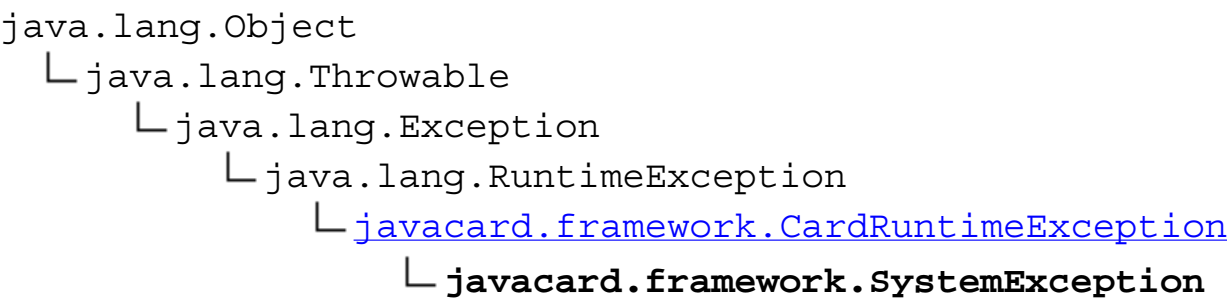 java.lang.Object
java.lang.Throwable
java.lang.Exception
java.lang.RuntimeException
javacard.framework.CardRuntimeException
javacard.framework.SystemException